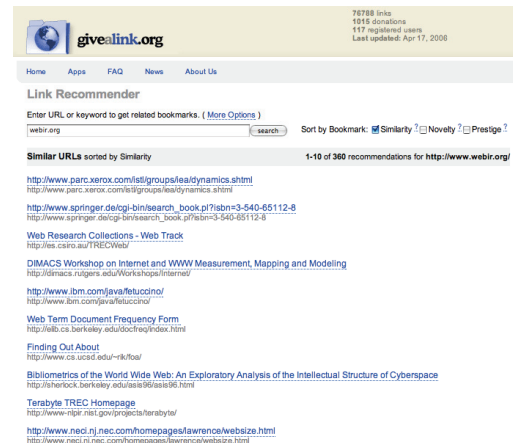 76788 links
1015 donations
117 registered users
Last updated: Apr 17, 2006
givealink.org
Home Apps FAQ News About Us
Link Recommender
Enter URL or keyword to get related bookmarks. ( More Options )
webir.org search Sort by Bookmark: Similarity ? Novelty ? Prestige ?
Similar URLs sorted by Similarity 1-10 of 360 recommendations for http://www.webir.org/
http://www.parc.xerox.com/istl/groups/iea/dynamics.shtml
http://www.parc.xerox.com/istl/groups/iea/dynamics.shtml
http://www.springer.de/cgi-bin/search_book.pl?isbn=3-540-65112-8
http://www.springer.de/cgi-bin/search_book.pl?isbn=3-540-65112-8
Web Research Collections - Web Track
http://es.csiro.au/TRECWeb/
DIMACS Workshop on Internet and WWW Measurement, Mapping and Modeling
http://dimacs.rutgers.edu/Workshops/Internet/
http://www.ibm.com/java/fetuccino/
http://www.ibm.com/java/fetuccino/
Web Term Document Frequency Form
http://elib.cs.berkeley.edu/docfreq/index.html
Finding Out About
http://www.cs.ucsd.edu/~rik/foa/
Bibliometrics of the World Wide Web: An Exploratory Analysis of the Intellectual Structure of Cyberspace
http://sherlock.berkeley.edu/asis96/asis96.html
Terabyte TREC Homepage
http://www-nlpir.nist.gov/projects/terabyte/
http://www.neci.nj.nec.com/homepages/lawrence/websize.html
http://www.neci.nj.nec.com/homepages/lawrence/websize.html